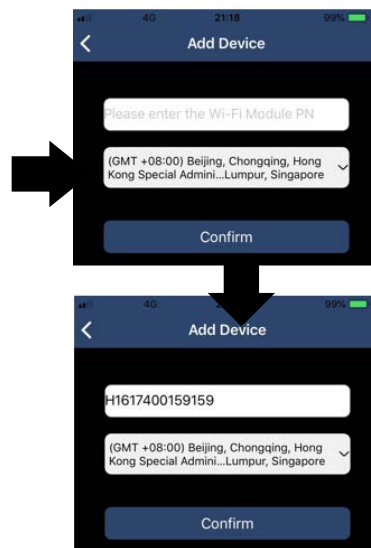 4G 21:18 99%
Add Device
Please enter the Wi-Fi Module PN
(GMT +08:00) Beijing, Chongqing, Hong
Kong Special Admini...Lumpur, Singapore
Confirm
4G 99%
Add Device
H1617400159159
(GMT +08:00) Beijing, Chongqing, Hong
Kong Special Admini...Lumpur, Singapore
Confirm